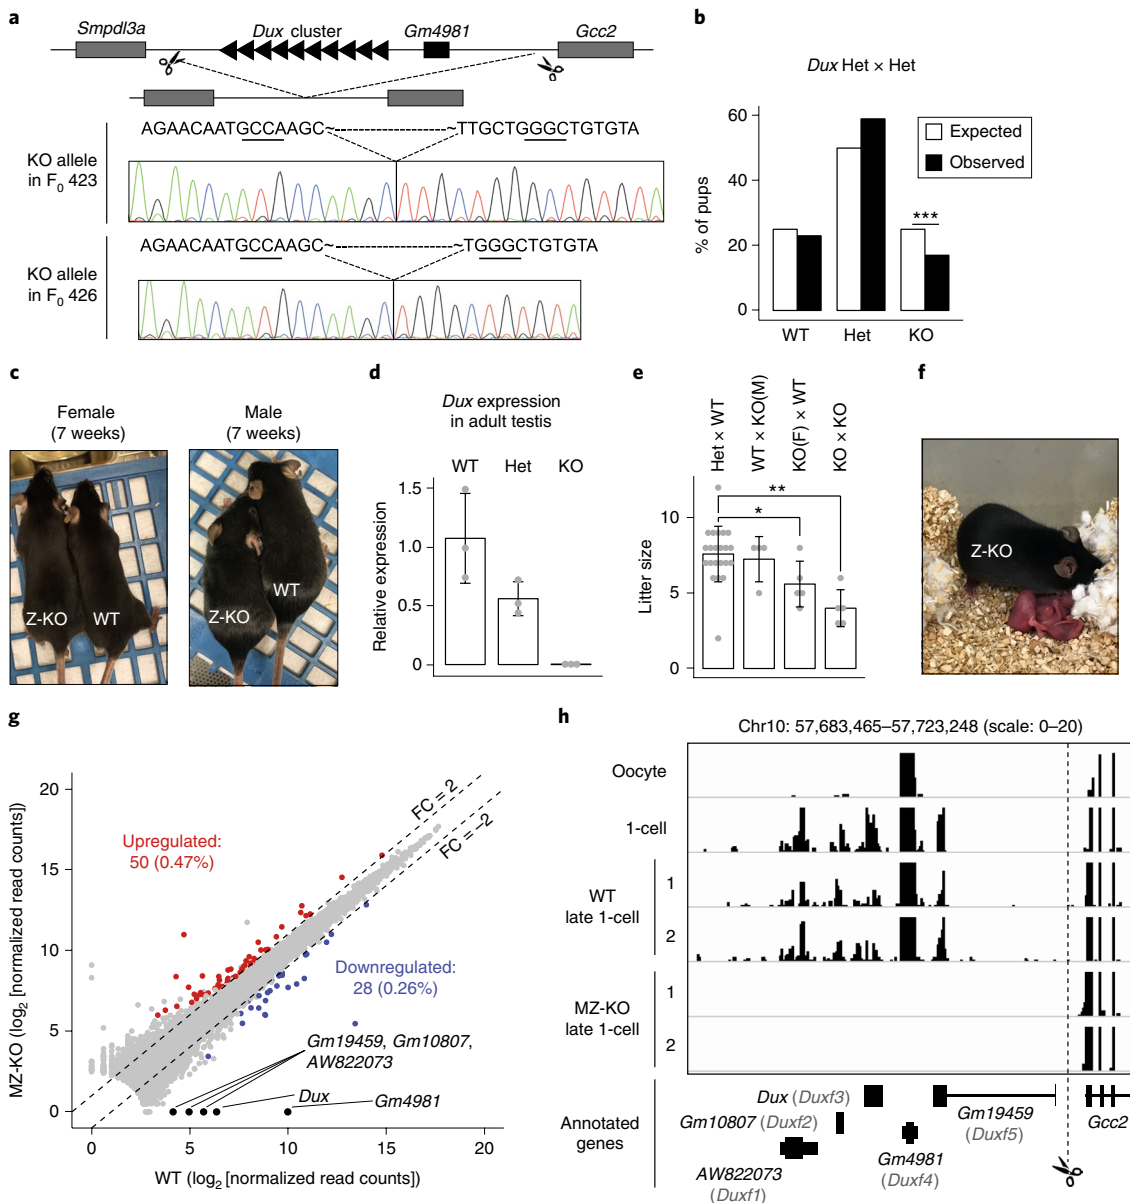 a
Smpdl3a
Dux cluster
Gm4981
Gcc2
AGAACAATGCCAAGC~
~TTGCTGGGCTGTGTA
KO allele
in F0 423
AGAACAATGCCAAGC~
~TGGGCTGTGTA
KO allele
in F0 426
b
Dux Het × Het
60
40
20
0
% of pups
Expected
Observed
***
WT
Het
KO
c
Female
(7 weeks)
Male
(7 weeks)
Z-KO
WT
Z-KO
WT
d
Dux expression
in adult testis
WT
Het
KO
1.5
1.0
0.5
0
Relative expression
e
Het × WT
WT × KO(M)
KO(F) × WT
KO × KO
**
*
10
5
0
Litter size
f
Z-KO
g
20
15
10
5
0
MZ-KO (log2 [normalized read counts])
Upregulated:
50 (0.47%)
FC = 2
FC = −2
Downregulated:
28 (0.26%)
Gm19459, Gm10807,
AW822073
Dux
Gm4981
0
5
10
15
20
WT (log2 [normalized read counts])
h
Chr10: 57,683,465–57,723,248 (scale: 0–20)
Oocyte
1-cell
WT
late 1-cell
1
2
MZ-KO
late 1-cell
1
2
Annotated
genes
Dux (Duxf3)
Gm10807 (Duxf2)
AW822073
(Duxf1)
Gm4981
(Duxf4)
Gm19459
(Duxf5)
Gcc2